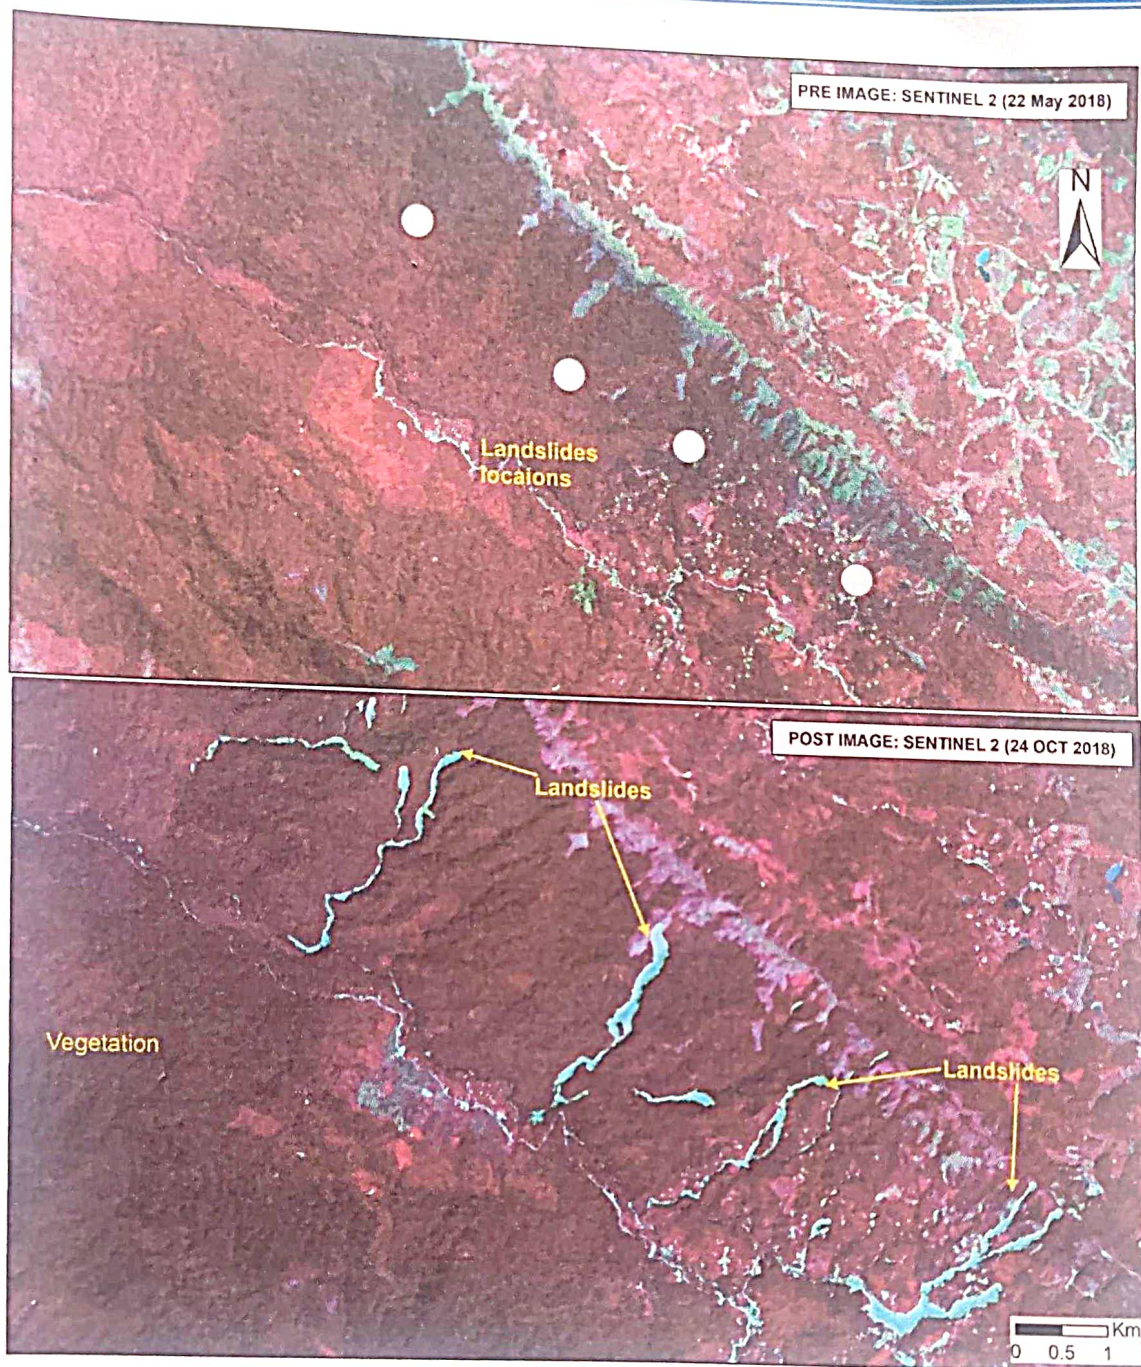 PRE IMAGE: SENTINEL 2 (22 May 2018)
N
Landslides
locaions
POST IMAGE: SENTINEL 2 (24 OCT 2018)
Landslides
Vegetation
Landslides
Km
0 0.5 1